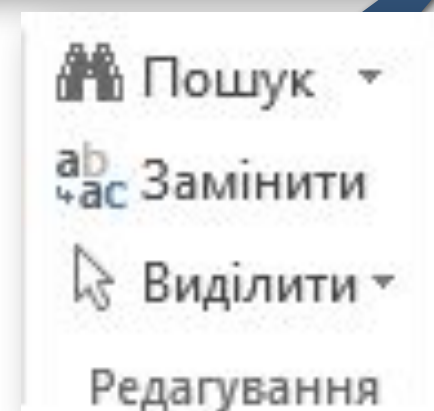 Пошук
ab
ac Замінити
Виділити
Редагування